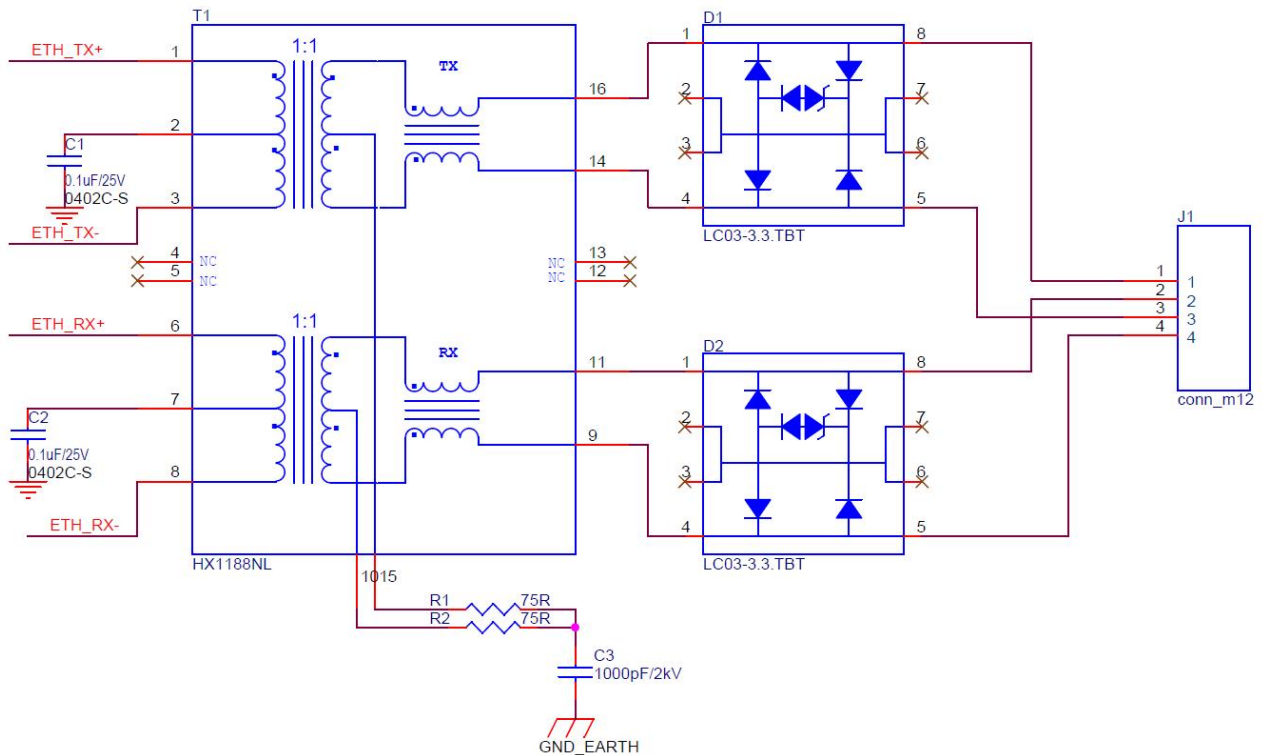 T1
D1
ETH_TX+
1
1:1
TX
16
1
8
2
7
2
C1
0.1uF/25V
0402C-S
3
6
14
3
ETH_TX-
4
5
LC03-3.3.TBT
J1
4
NC
NC
13
5
NC
NC
12
1
1
2
2
3
3
4
4
conn_m12
ETH_RX+
6
1:1
RX
11
D2
1
8
7
C2
0.1uF/25V
0402C-S
2
7
9
3
6
8
ETH_RX-
4
5
LC03-3.3.TBT
HX1188NL
1015
R1
75R
R2
75R
C3
1000pF/2kV
GND_EARTH